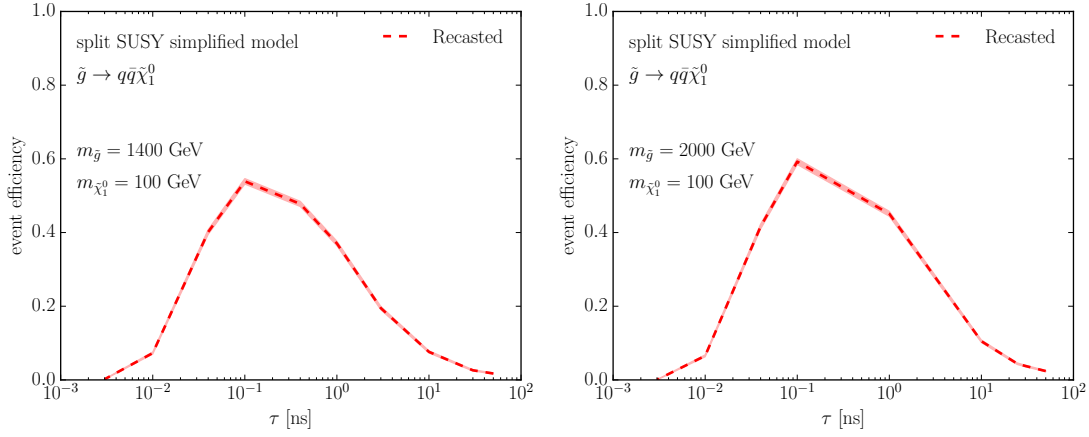 split SUSY simplified model
g̃ → qq̄χ̃₁⁰
m_g̃ = 1400 GeV
m_χ̃₁⁰ = 100 GeV
Recasted
event efficiency
1.0
0.8
0.6
0.4
0.2
0.0
10⁻³ 10⁻² 10⁻¹ 10⁰ 10¹ 10²
τ [ns]
split SUSY simplified model
g̃ → qq̄χ̃₁⁰
m_g̃ = 2000 GeV
m_χ̃₁⁰ = 100 GeV
Recasted
event efficiency
1.0
0.8
0.6
0.4
0.2
0.0
10⁻³ 10⁻² 10⁻¹ 10⁰ 10¹ 10²
τ [ns]